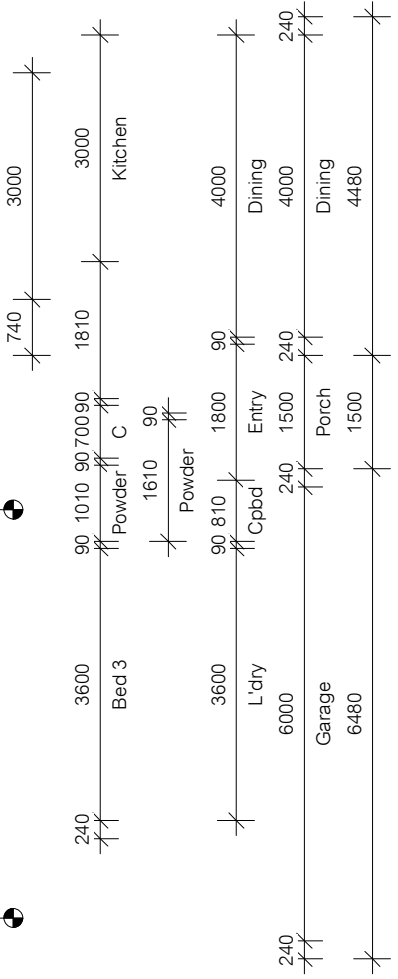 740 3000
240 3600 90 1010 90 700 90 1810 3000
Bed 3 Powder C Kitchen
1610 90
Powder
3600 90 810 1800 90 4000
L'dry Cpbd Entry Dining
240 6000 240 1500 240 4000 240
Garage Porch Dining
6480 1500 4480